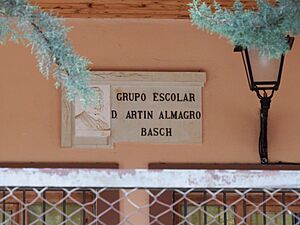 GRUPO ESCOLAR
D. ARTIN ALMAGRO
BASCH